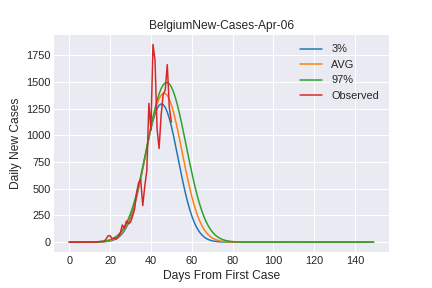 BelgiumNew-Cases-Apr-06
Daily New Cases
1750
1500
1250
1000
750
500
250
0
3%
AVG
97%
Observed
0 20 40 60 80 100 120 140
Days From First Case